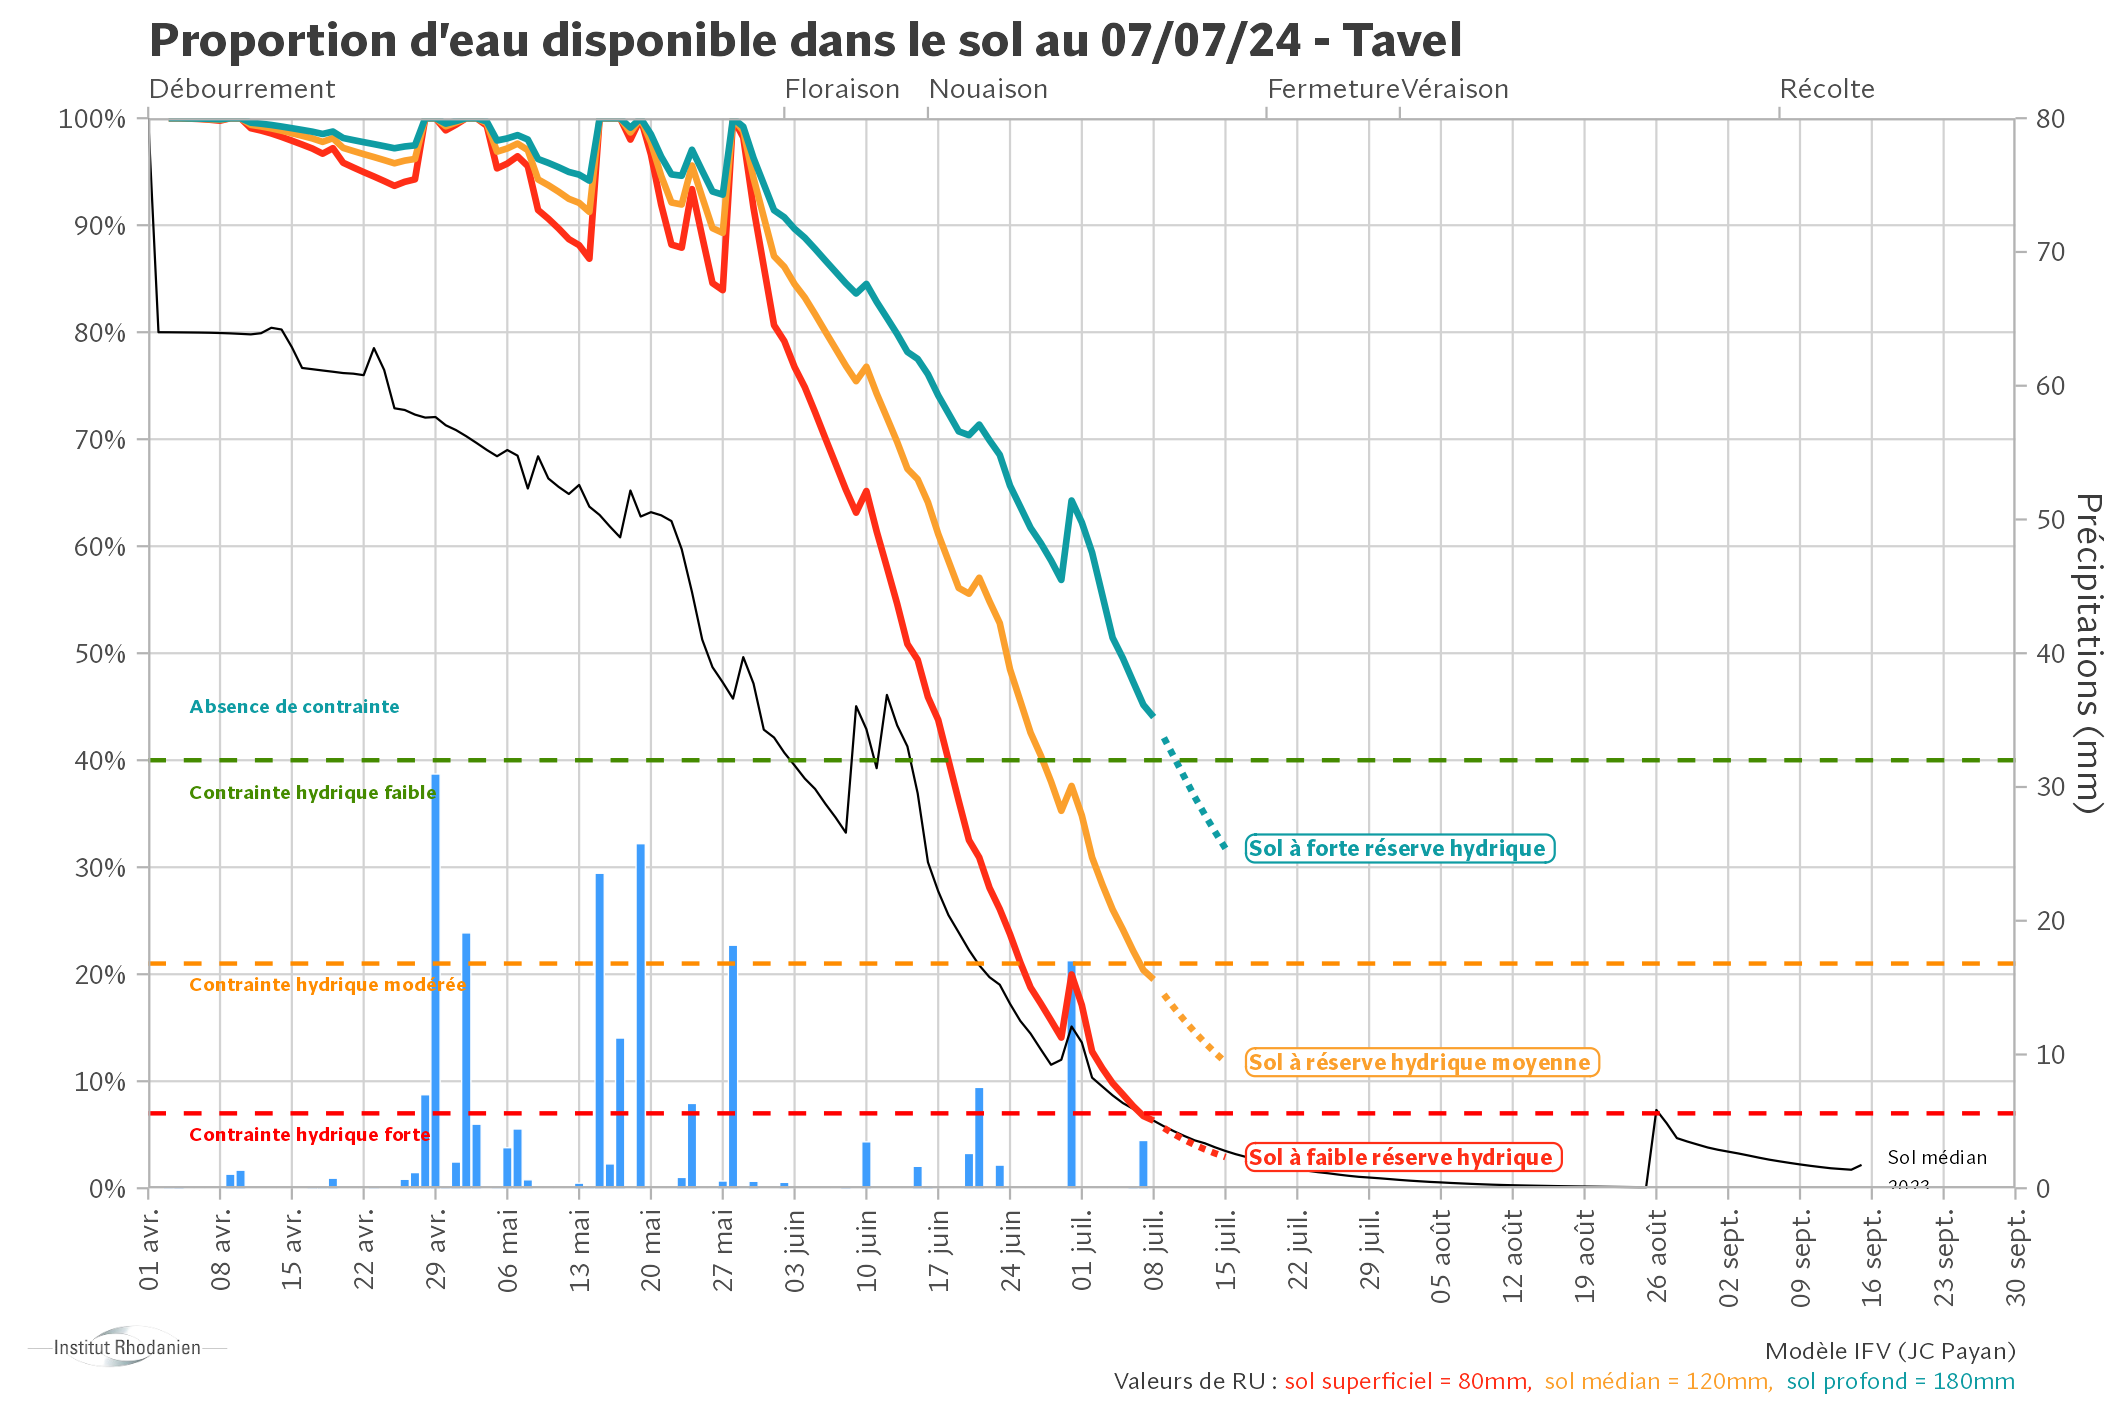 Proportion d'eau disponible dans le sol au 07/07/24 - Tavel
Débourrement Floraison Nouaison Fermeture Véraison Récolte
100% 80
90%
70
80%
60
70%
60% 50
Précipitations (mm)
50% 40
Absence de contrainte
40%
Contrainte hydrique faible
30
Sol à forte réserve hydrique
30%
20
20%
Contrainte hydrique modérée
Sol à réserve hydrique moyenne
10
10%
Contrainte hydrique forte
Sol à faible réserve hydrique
Sol médian
2023
0% 0
01 avr. 08 avr. 15 avr. 22 avr. 29 avr. 06 mai 13 mai 20 mai 27 mai 03 juin 10 juin 17 juin 24 juin 01 juil. 08 juil. 15 juil. 22 juil. 29 juil. 05 août 12 août 19 août 26 août 02 sept. 09 sept. 16 sept. 23 sept. 30 sept.
Institut Rhodanien
Modèle IFV (JC Payan)
Valeurs de RU : sol superficiel = 80mm, sol médian = 120mm, sol profond = 180mm